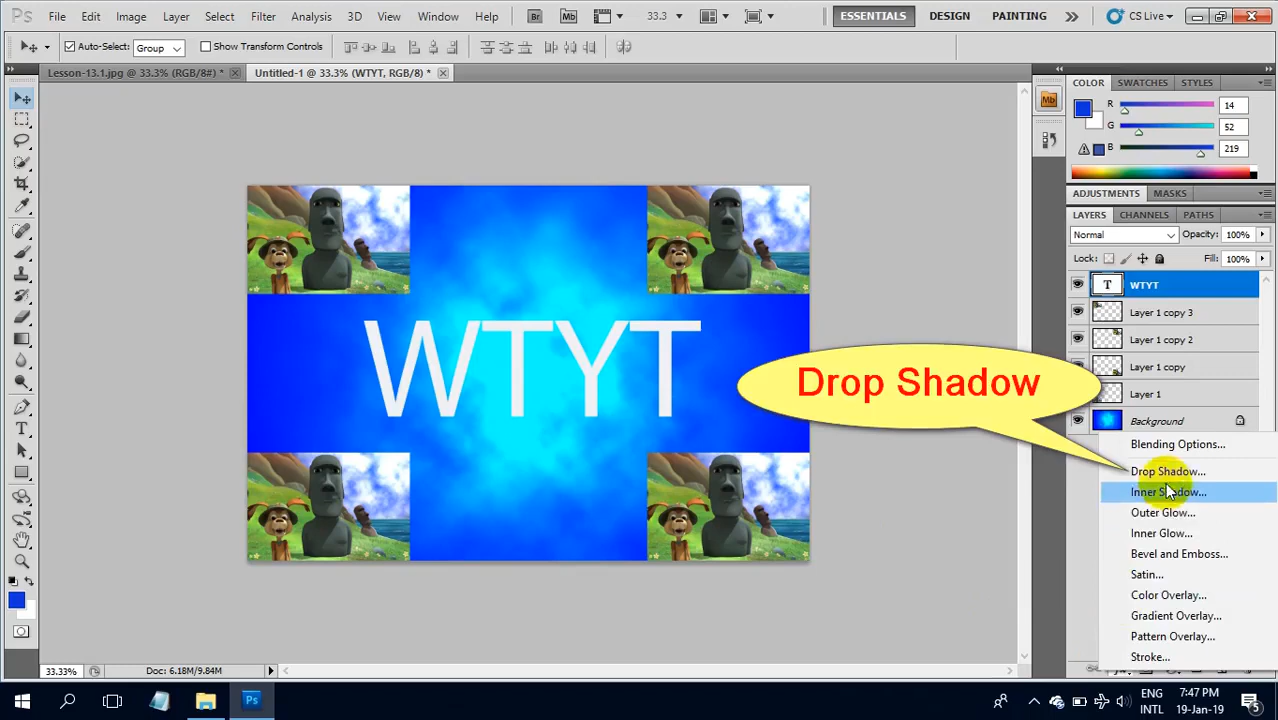 Ps File Edit Image Layer Select Filter Analysis 3D View Window Help Br Mb 33.3 ESSENTIALS DESIGN PAINTING CS Live
Auto-Select: Group Show Transform Controls
Lesson-13.1.jpg @ 33.3% (RGB/8#) * Untitled-1 @ 33.3% (WTYT, RGB/8) *
COLOR SWATCHES STYLES
Mb
R 14
G 52
B 219
ADJUSTMENTS MASKS
LAYERS CHANNELS PATHS
Normal Opacity: 100%
Lock: Fill: 100%
T WTYT
Layer 1 copy 3
Layer 1 copy 2
Layer 1 copy
Layer 1
Background
WTYT
Drop Shadow
Blending Options...
Drop Shadow...
Inner Shadow...
Outer Glow...
Inner Glow...
Bevel and Emboss...
Satin...
Color Overlay...
Gradient Overlay...
Pattern Overlay...
Stroke...
33.33% Doc: 6.18M/9.84M
Ps
ENG
INTL
7:47 PM
19-Jan-19
5